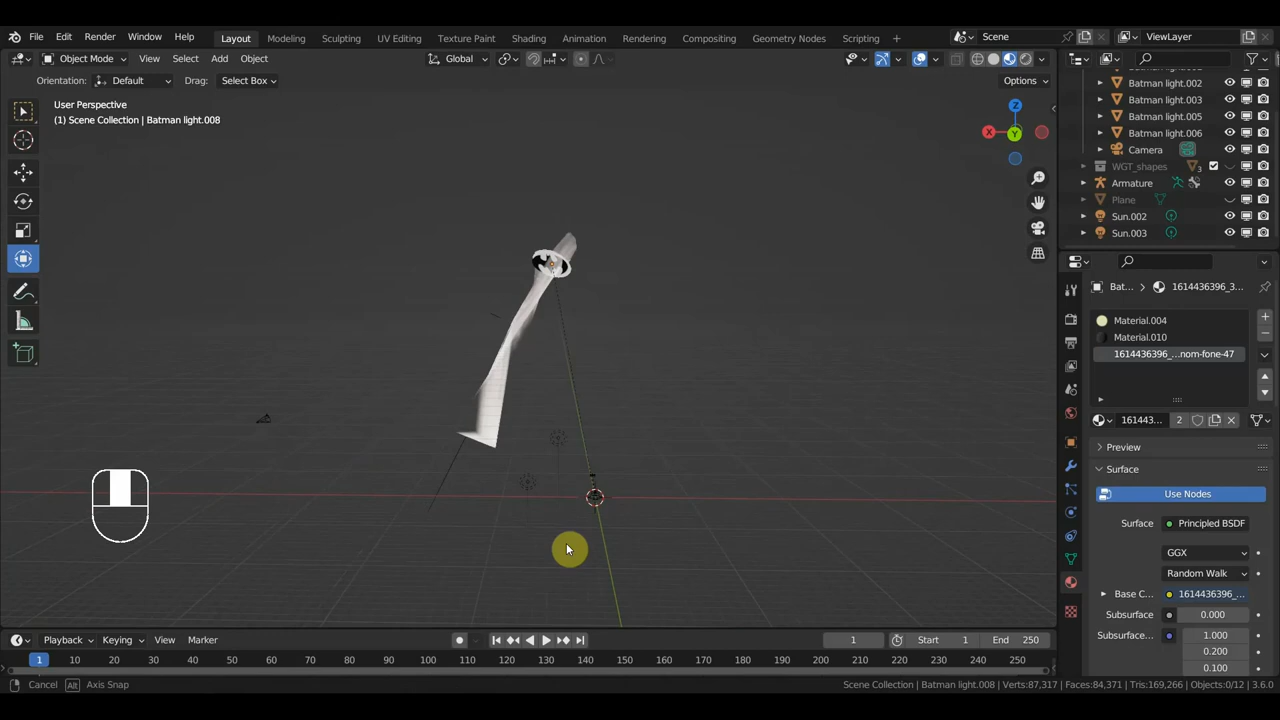 File Edit Render Window Help Layout Modeling Sculpting UV Editing Texture Paint Shading Animation Rendering Compositing Geometry Nodes Scripting Scene ViewLayer
Object Mode View Select Add Object Global
Orientation: Default Drag: Select Box Options
User Perspective
(1) Scene Collection | Batman light.008
Z
X
Y
Batman light.002
Batman light.003
Batman light.005
Batman light.006
Camera
WGT_shapes 3
Armature
Plane
Sun.002
Sun.003
Bat... 1614436396_3...
Material.004
Material.010
1614436396_...nom-fone-47
161443... 2
Preview
Surface
Use Nodes
Surface Principled BSDF
GGX
Random Walk
Base C... 1614436396_...
Subsurface 0.000
Subsurface... 1.000
0.200
0.100
Playback Keying View Marker 1 Start 1 End 250
1 10 20 30 40 50 60 70 80 90 100 110 120 130 140 150 160 170 180 190 200 210 220 230 240 250
Cancel Alt Axis Snap Scene Collection | Batman light.008 | Verts:87,317 | Faces:84,371 | Tris:169,266 | Objects:0/12 | 3.6.0